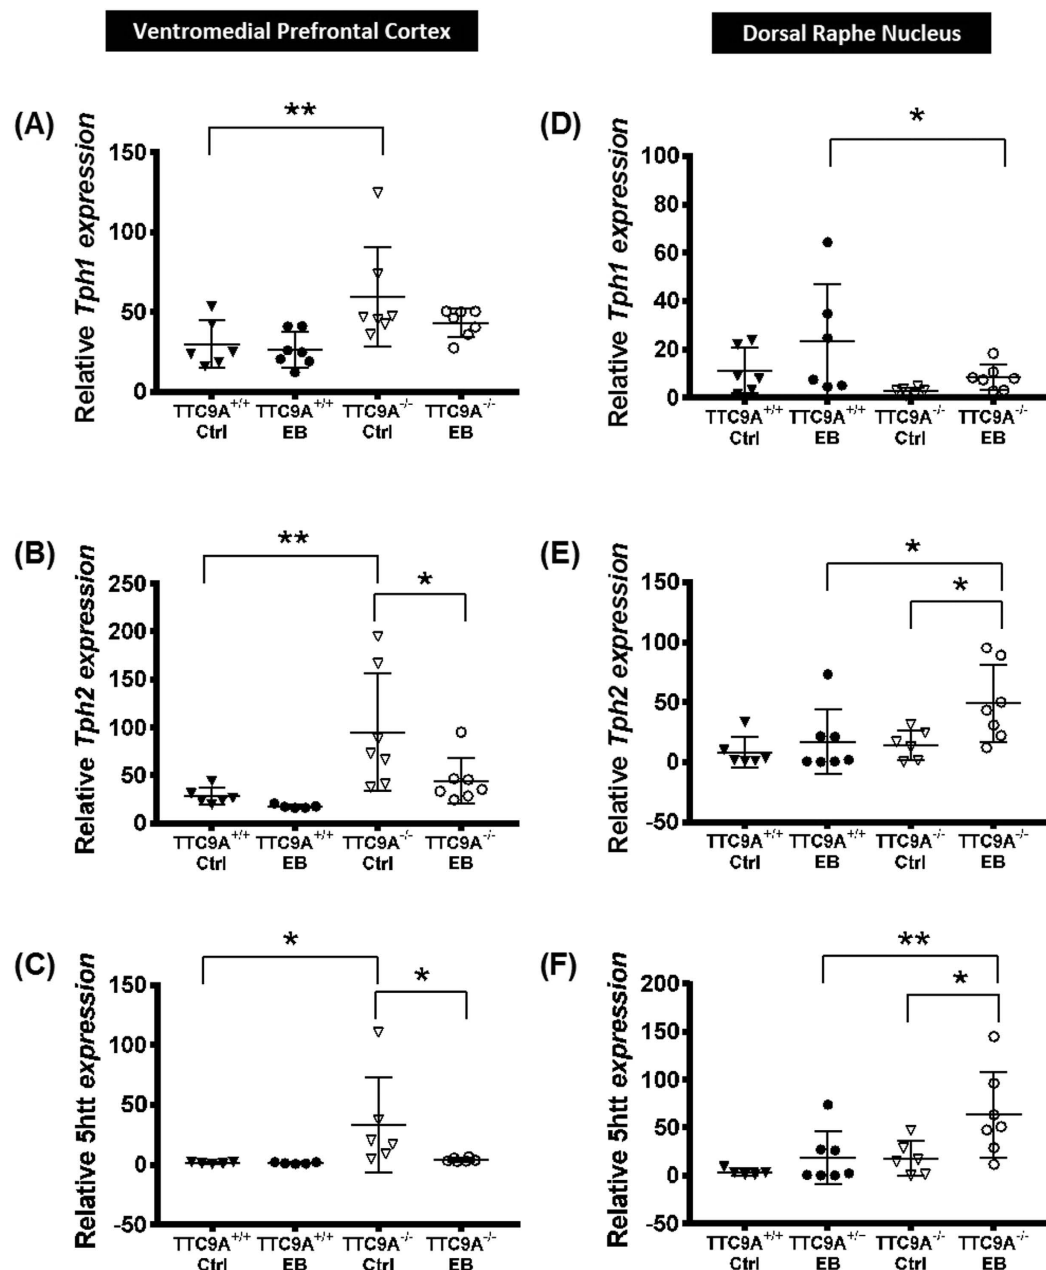 Ventromedial Prefrontal Cortex
Dorsal Raphe Nucleus
(A)
**
Relative Tph1 expression
150
100
50
0
TTC9A+/+ TTC9A+/+ TTC9A-/- TTC9A-/-
Ctrl EB Ctrl EB
(D)
*
Relative Tph1 expression
100
80
60
40
20
0
TTC9A+/+ TTC9A+/+ TTC9A-/- TTC9A-/-
Ctrl EB Ctrl EB
(B)
**
*
Relative Tph2 expression
250
200
150
100
50
0
TTC9A+/+ TTC9A+/+ TTC9A-/- TTC9A-/-
Ctrl EB Ctrl EB
(E)
*
*
Relative Tph2 expression
150
100
50
0
-50
TTC9A+/+ TTC9A+/+ TTC9A-/- TTC9A-/-
Ctrl EB Ctrl EB
(C)
*
*
Relative 5htt expression
150
100
50
0
-50
TTC9A+/+ TTC9A+/+ TTC9A-/- TTC9A-/-
Ctrl EB Ctrl EB
(F)
**
*
Relative 5htt expression
200
150
100
50
0
-50
TTC9A+/+ TTC9A+/− TTC9A-/- TTC9A-/-
Ctrl EB Ctrl EB